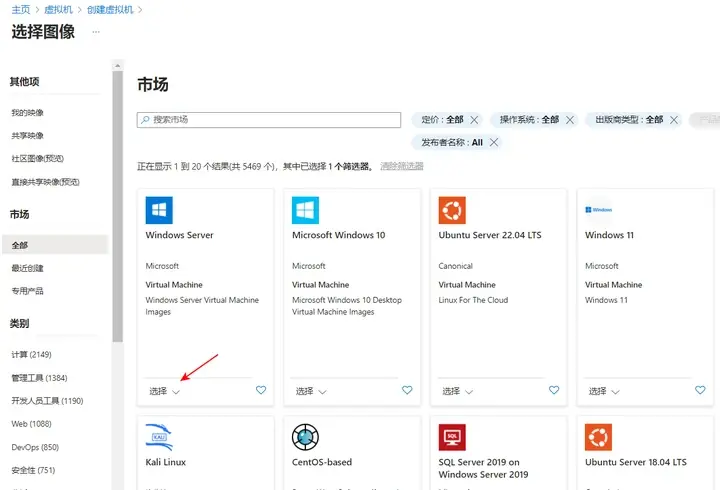 主页 > 虚拟机 > 创建虚拟机 >
选择图像 ...
其他项
我的映像
共享映像
社区图像(预览)
直接共享映像(预览)
市场
全部
最近创建
专用产品
类别
计算 (2149)
管理工具 (1384)
开发人员工具 (1190)
Web (1088)
DevOps (850)
安全性 (751)
市场
搜索市场
定价 : 全部
操作系统 : 全部
出版商类型 : 全部
发布者名称 : All
正在显示 1 到 20 个结果(共 5469 个)，其中已选择 1 个筛选器。 清除筛选器
Windows Server
Microsoft
Virtual Machine
Windows Server Virtual Machine
Images
选择
Microsoft Windows 10
Microsoft
Virtual Machine
Microsoft Windows 10 Desktop
Virtual Machine Images
选择
Ubuntu Server 22.04 LTS
Canonical
Virtual Machine
Linux For The Cloud
选择
Windows
Windows 11
Microsoft
Virtual Machine
Windows 11
选择
KALI
Kali Linux
CentOS-based
SQL Server
SQL Server 2019 on
Windows Server 2019
Ubuntu Server 18.04 LTS